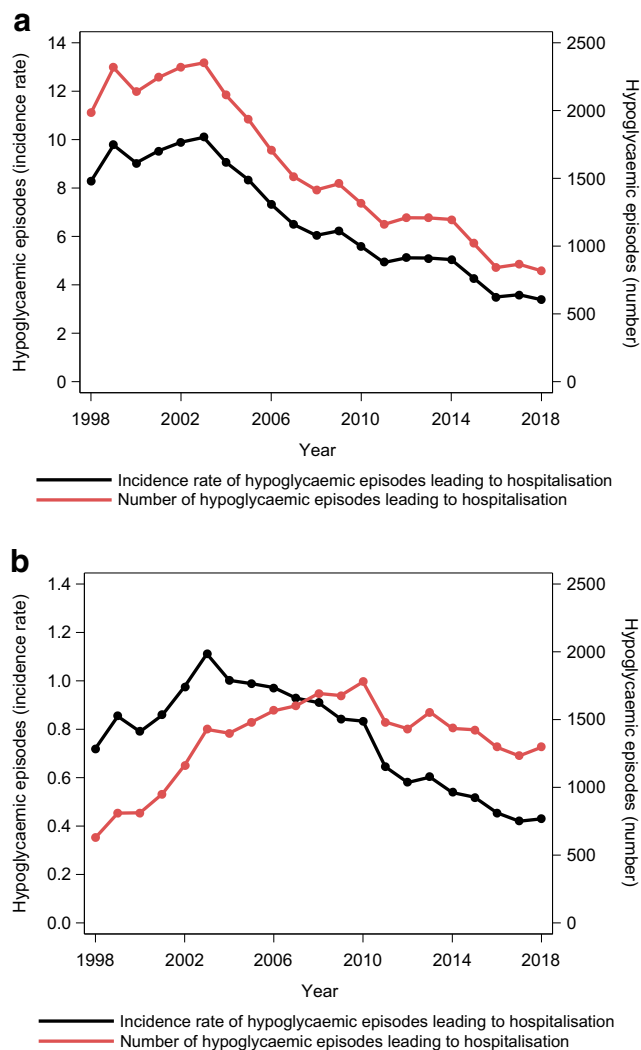 a
Hypoglycaemic episodes (incidence rate)
14
12
10
8
6
4
2
0
2500
2000
1500
1000
500
0
Hypoglycaemic episodes
(number)
1998
2002
2006
2010
2014
2018
Year
Incidence rate of hypoglycaemic episodes leading to hospitalisation
Number of hypoglycaemic episodes leading to hospitalisation
b
Hypoglycaemic episodes (incidence rate)
1.4
1.2
1.0
0.8
0.6
0.4
0.2
0.0
2500
2000
1500
1000
500
0
Hypoglycaemic episodes
(number)
1998
2002
2006
2010
2014
2018
Year
Incidence rate of hypoglycaemic episodes leading to hospitalisation
Number of hypoglycaemic episodes leading to hospitalisation